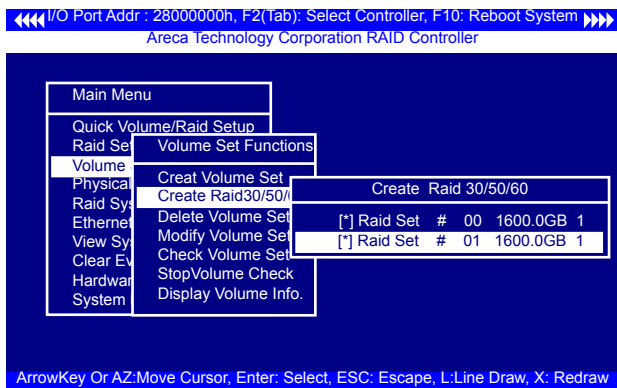 I/O Port Addr : 28000000h, F2(Tab): Select Controller, F10: Reboot System
Areca Technology Corporation RAID Controller
Main Menu
Quick Volume/Raid Setup
Raid Set
Volume
Physical
Raid Sys
Ethernet
View Sy
Clear Ev
Hardwar
System
Volume Set Functions
Creat Volume Set
Create Raid30/50/
Delete Volume Set
Modify Volume Set
Check Volume Set
StopVolume Check
Display Volume Info.
Create Raid 30/50/60
[*] Raid Set # 00 1600.0GB 1
[*] Raid Set # 01 1600.0GB 1
ArrowKey Or AZ:Move Cursor, Enter: Select, ESC: Escape, L:Line Draw, X: Redraw